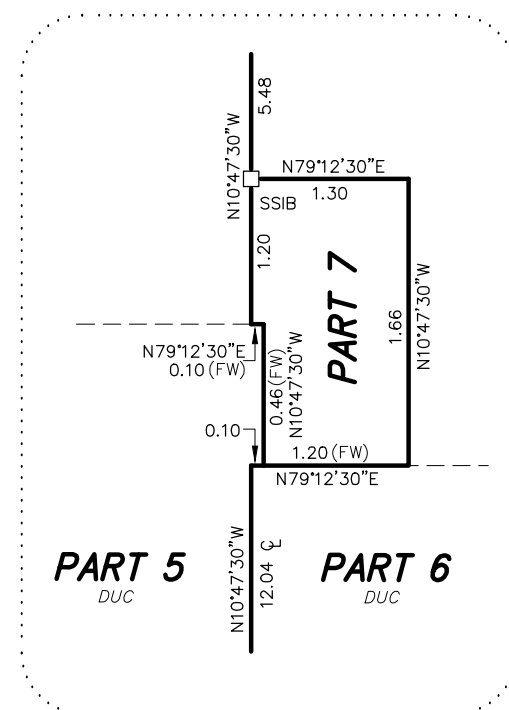 5.48
N10°47'30"W
N79°12'30"E
1.30
SSIB
1.20
PART 7
1.66
N10°47'30"W
N79°12'30"E
0.10 (FW)
0.46 (FW)
N10°47'30"W
0.10
1.20 (FW)
N79°12'30"E
N10°47'30"W
12.04 ℄
PART 5
DUC
PART 6
DUC